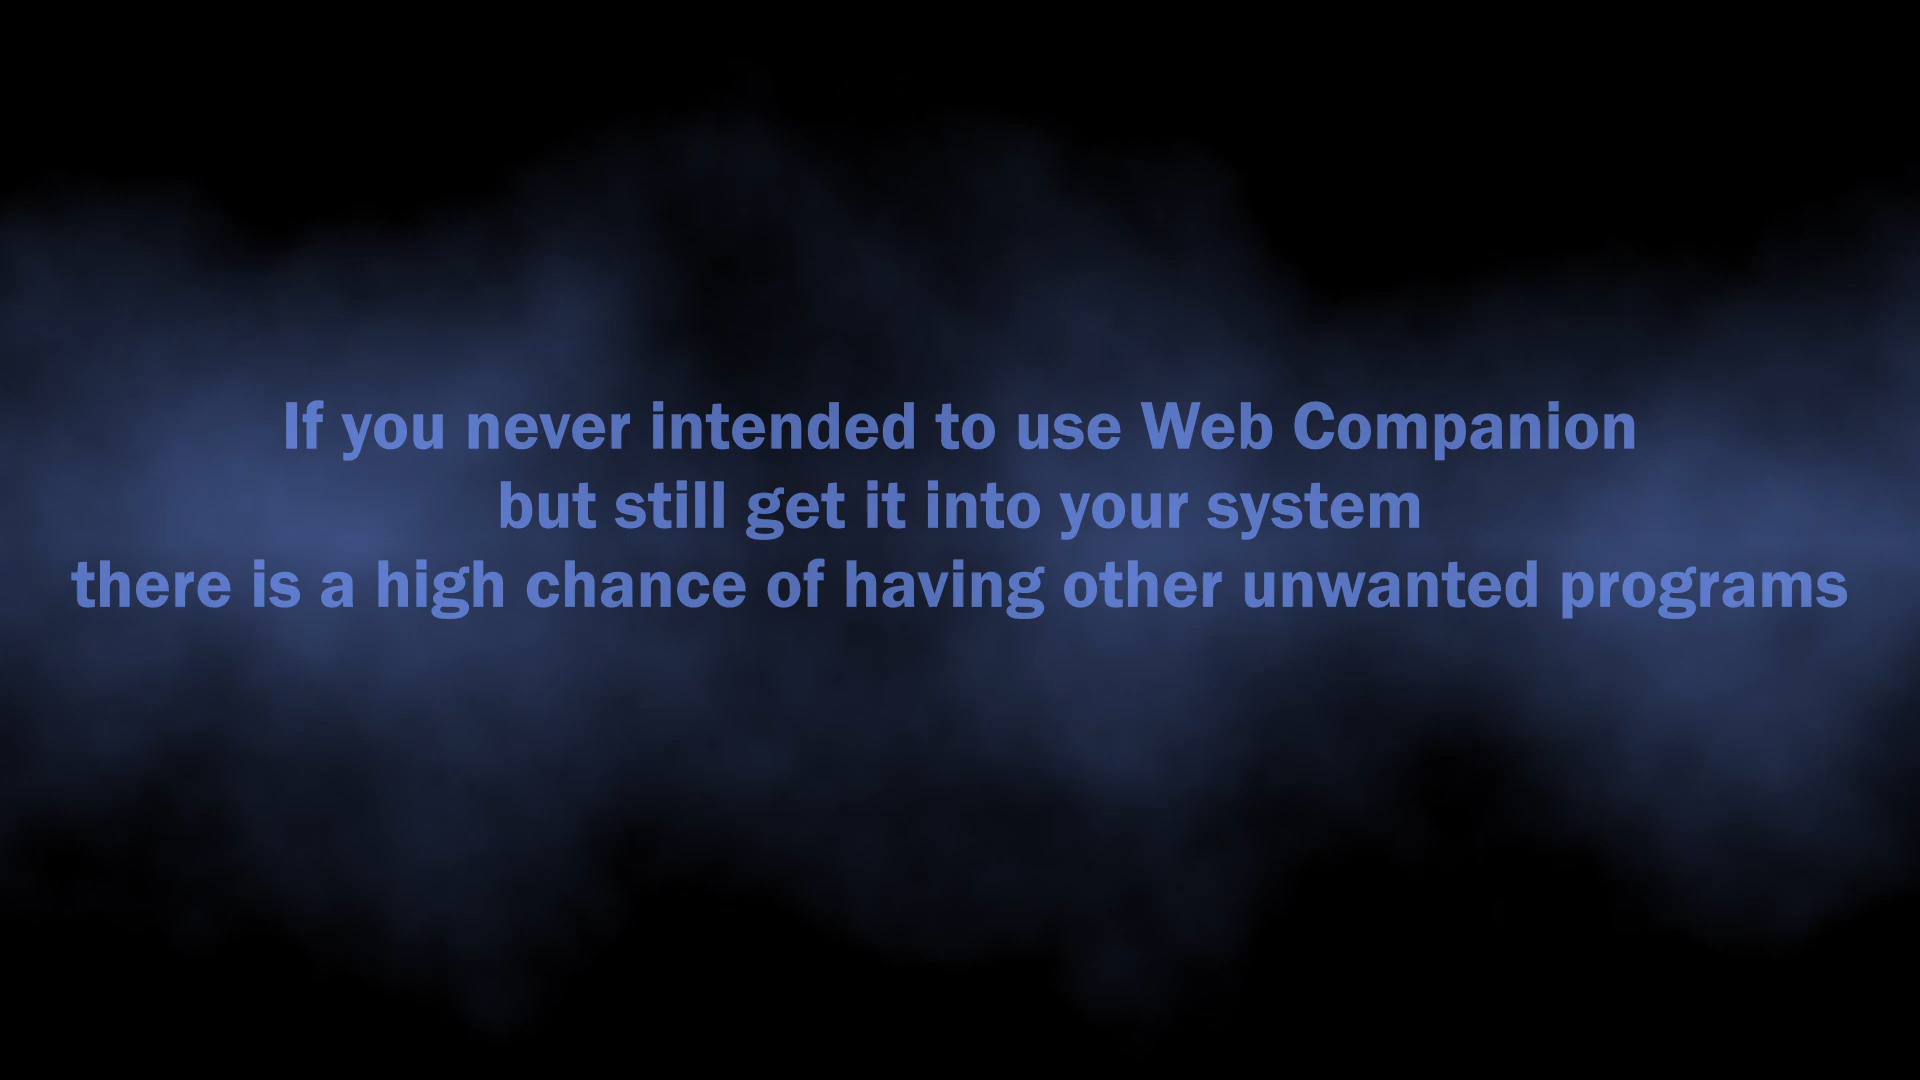 If you never intended to use Web Companion
but still get it into your system
there is a high chance of having other unwanted programs